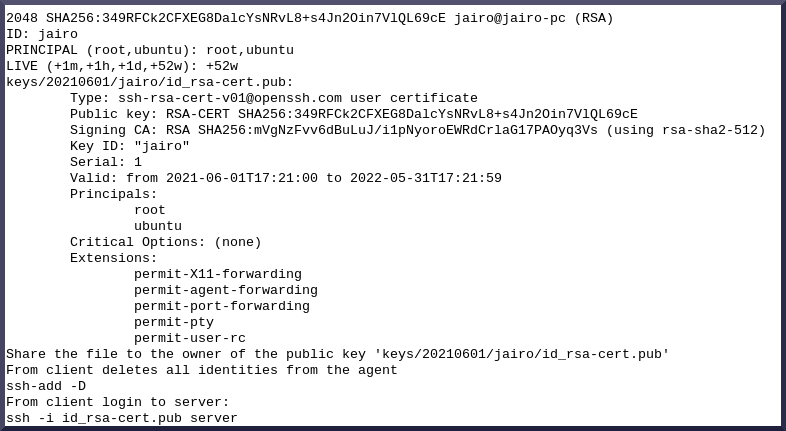 2048 SHA256:349RFCk2CFXEG8DalcYsNRvL8+s4Jn2Oin7VlQL69cE jairo@jairo-pc (RSA)
ID: jairo
PRINCIPAL (root,ubuntu): root,ubuntu
LIVE (+1m,+1h,+1d,+52w): +52w
keys/20210601/jairo/id_rsa-cert.pub:
        Type: ssh-rsa-cert-v01@openssh.com user certificate
        Public key: RSA-CERT SHA256:349RFCk2CFXEG8DalcYsNRvL8+s4Jn2Oin7VlQL69cE
        Signing CA: RSA SHA256:mVgNzFvv6dBuLuJ/i1pNyoroEWRdCrlaG17PAOyq3Vs (using rsa-sha2-512)
        Key ID: "jairo"
        Serial: 1
        Valid: from 2021-06-01T17:21:00 to 2022-05-31T17:21:59
        Principals:
                root
                ubuntu
        Critical Options: (none)
        Extensions:
                permit-X11-forwarding
                permit-agent-forwarding
                permit-port-forwarding
                permit-pty
                permit-user-rc
Share the file to the owner of the public key 'keys/20210601/jairo/id_rsa-cert.pub'
From client deletes all identities from the agent
ssh-add -D
From client login to server:
ssh -i id_rsa-cert.pub server